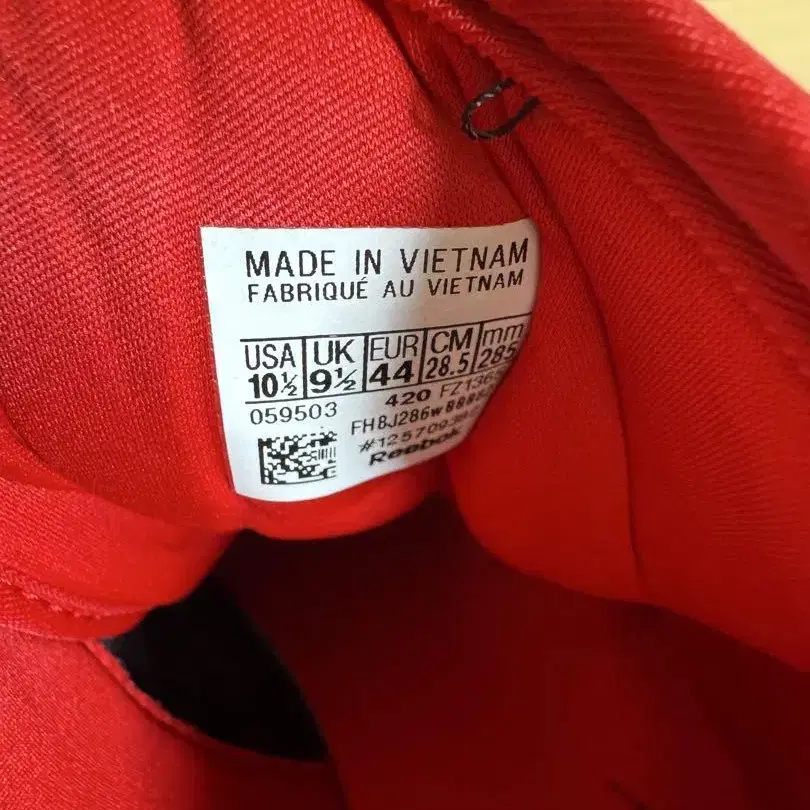 MADE IN VIETNAM
FABRIQUÉ AU VIETNAM
USA UK EUR CM mm
10½ 9½ 44 28.5 285
059503 420
FH8J286W
Reebok